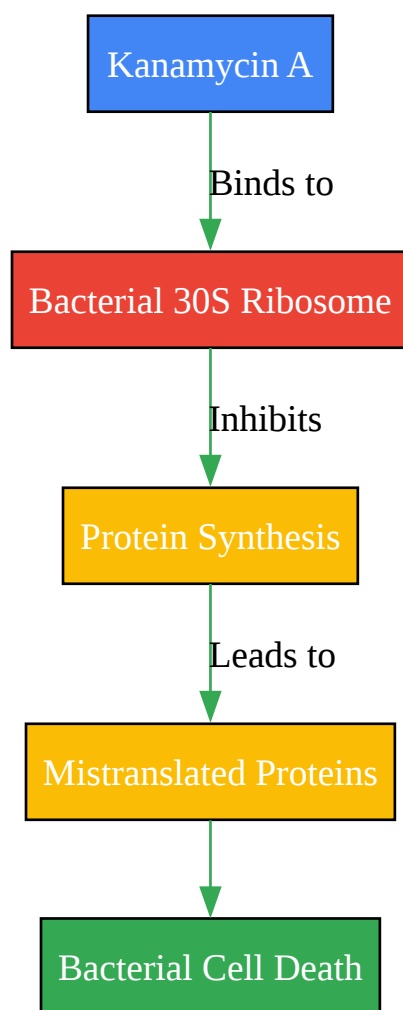 Kanamycin A
Binds to
Bacterial 30S Ribosome
Inhibits
Protein Synthesis
Leads to
Mistranslated Proteins
Bacterial Cell Death